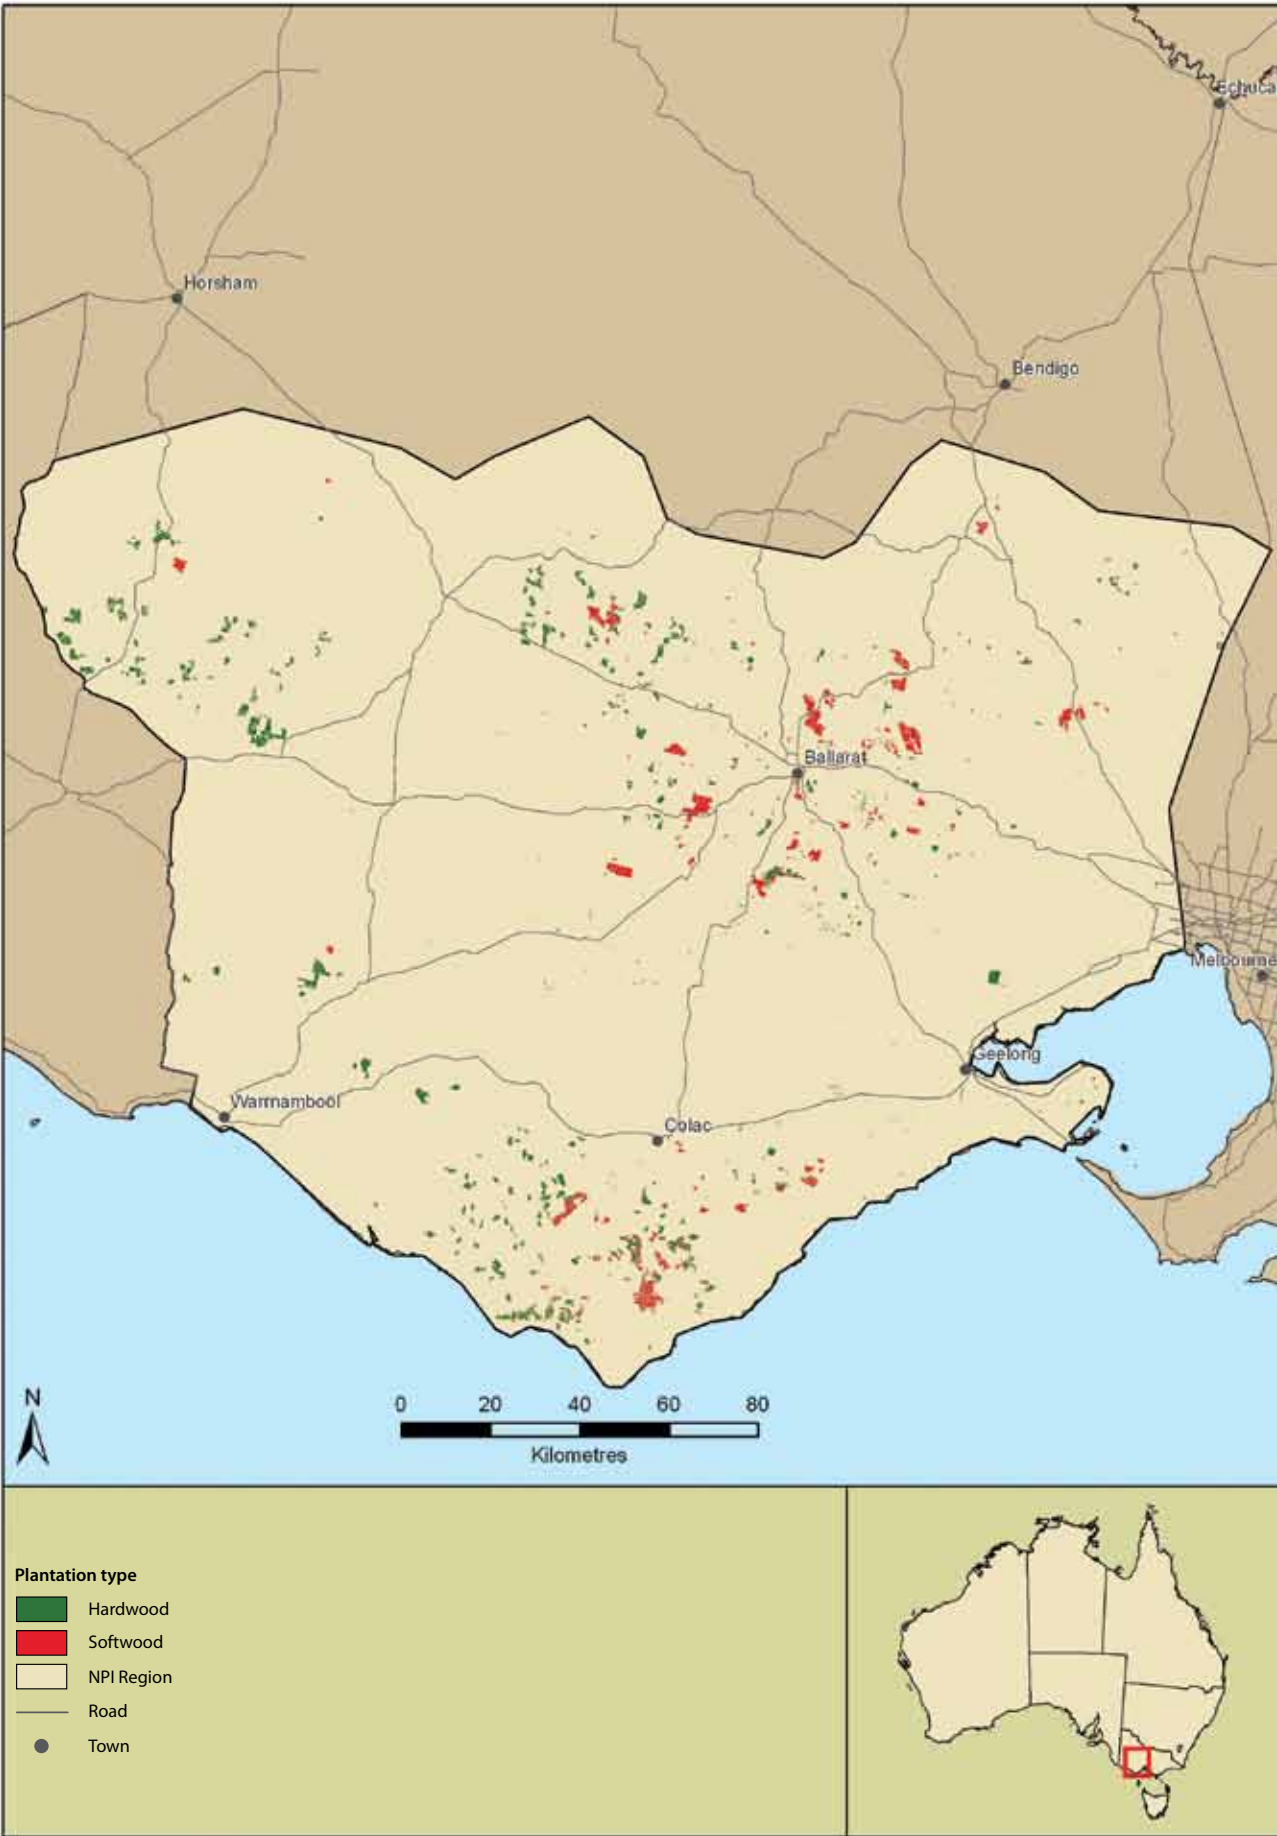 Echuca
Horsham
Bendigo
Ballarat
Melbourne
Geelong
Warrnambool
Colac
N
0 20 40 60 80
Kilometres
Plantation type
Hardwood
Softwood
NPI Region
Road
Town